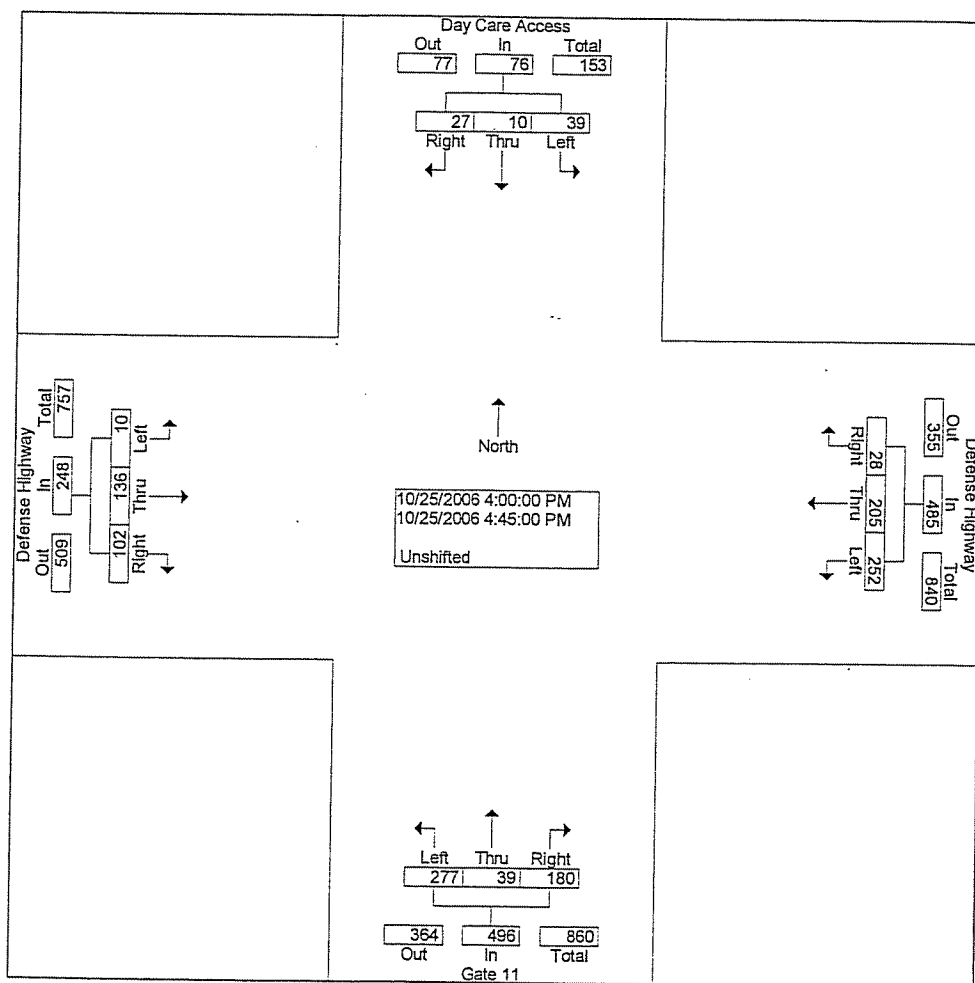 Day Care Access
Out In Total
77 76 153
27 10 39
Right Thru Left
Defense Highway
Total In Out
757 248 509
10 136 102
Left Thru Right
North
10/25/2006 4:00:00 PM
10/25/2006 4:45:00 PM
Unshifted
Right Thru Left
28 205 252
Out In Total
355 485 840
Defense Highway
Left Thru Right
277 39 180
364 496 860
Out In Total
Gate 11